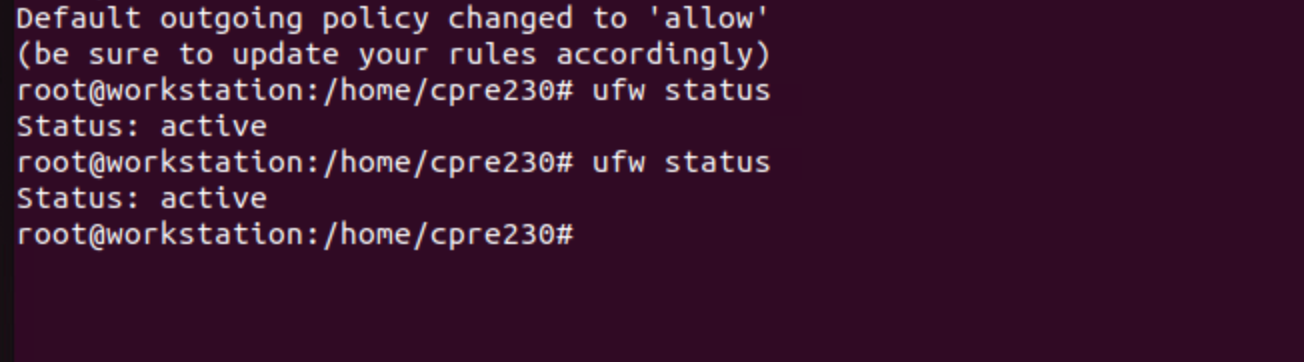 Default outgoing policy changed to 'allow'
(be sure to update your rules accordingly)
root@workstation:/home/cpre230# ufw status
Status: active
root@workstation:/home/cpre230# ufw status
Status: active
root@workstation:/home/cpre230#